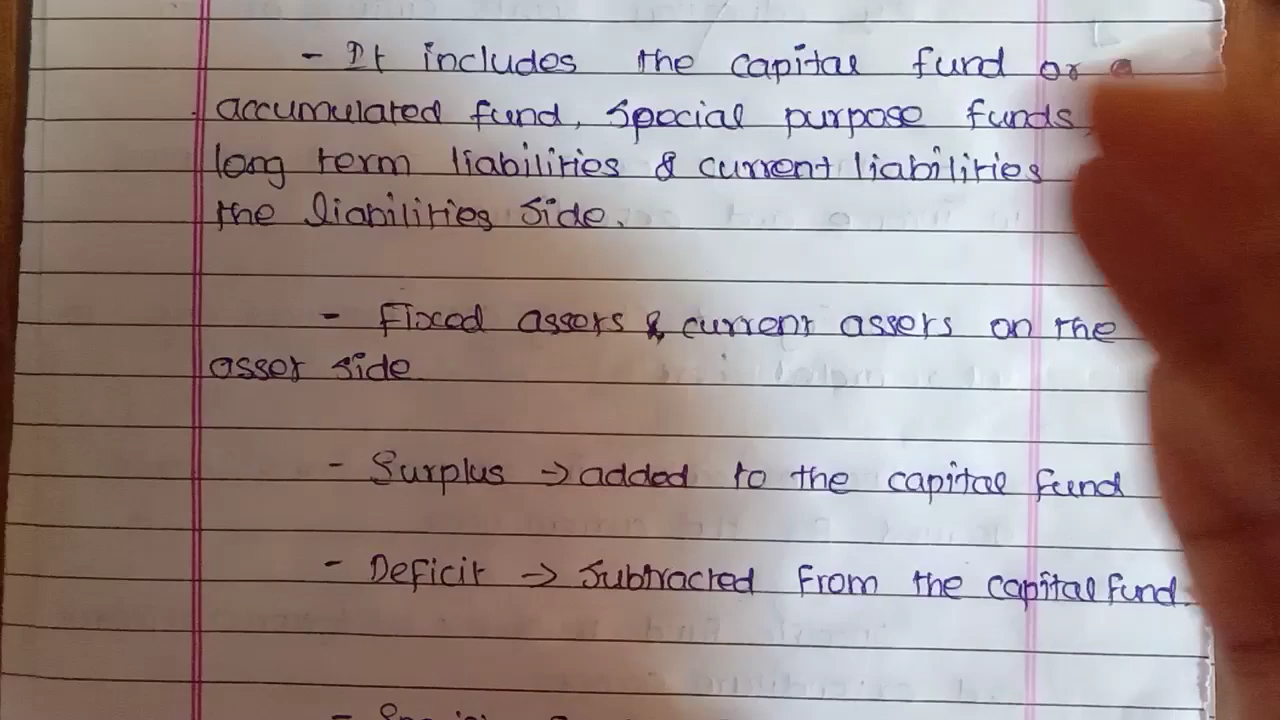 - It includes the capital fund or a
accumulated fund, special purpose funds,
long term liabilities & current liabilities
the liabilities side.
- Fixed assets & current assets on the
asset side
- Surplus → added to the capital fund
- Deficit → subtracted from the capital fund.